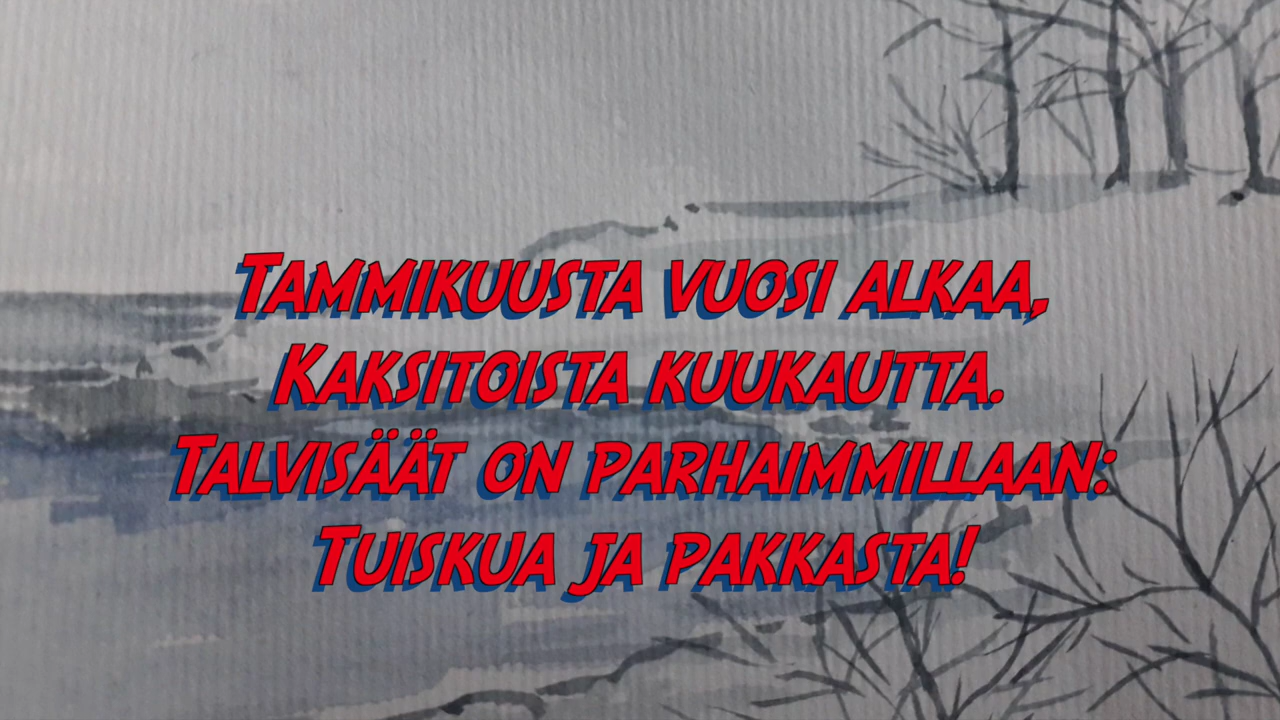 Tammikuusta vuosi alkaa,
Kaksitoista kuukautta.
Talvisäät on parhaimmillaan:
Tuiskua ja pakkasta!